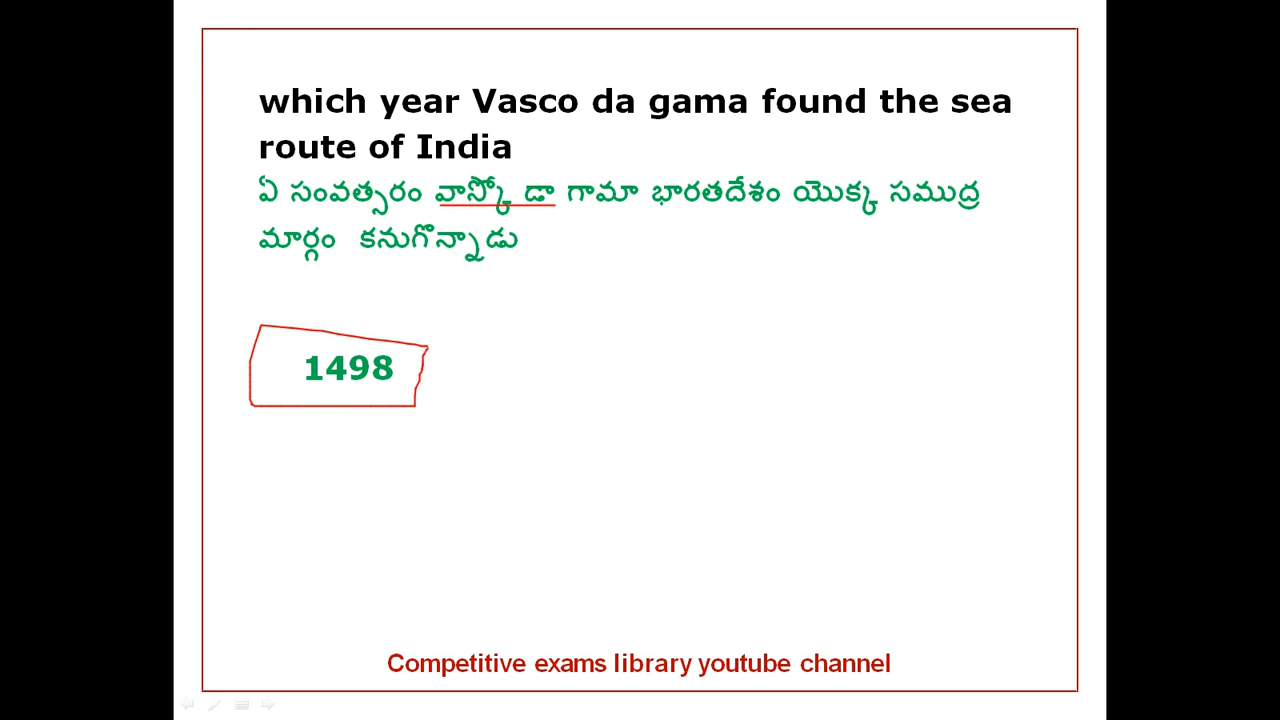 which year Vasco da gama found the sea
route of India
ఏ సంవత్సరం వాస్కో డా గామా భారతదేశం యొక్క సముద్ర
మార్గం కనుగొన్నాడు
1498
Competitive exams library youtube channel